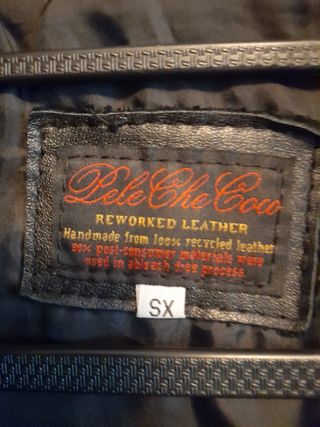 Pele Che Coco
REWORKED LEATHER
Handmade from 100% recycled leather
80% post-consumer materials were
used in ableach free process.
SX